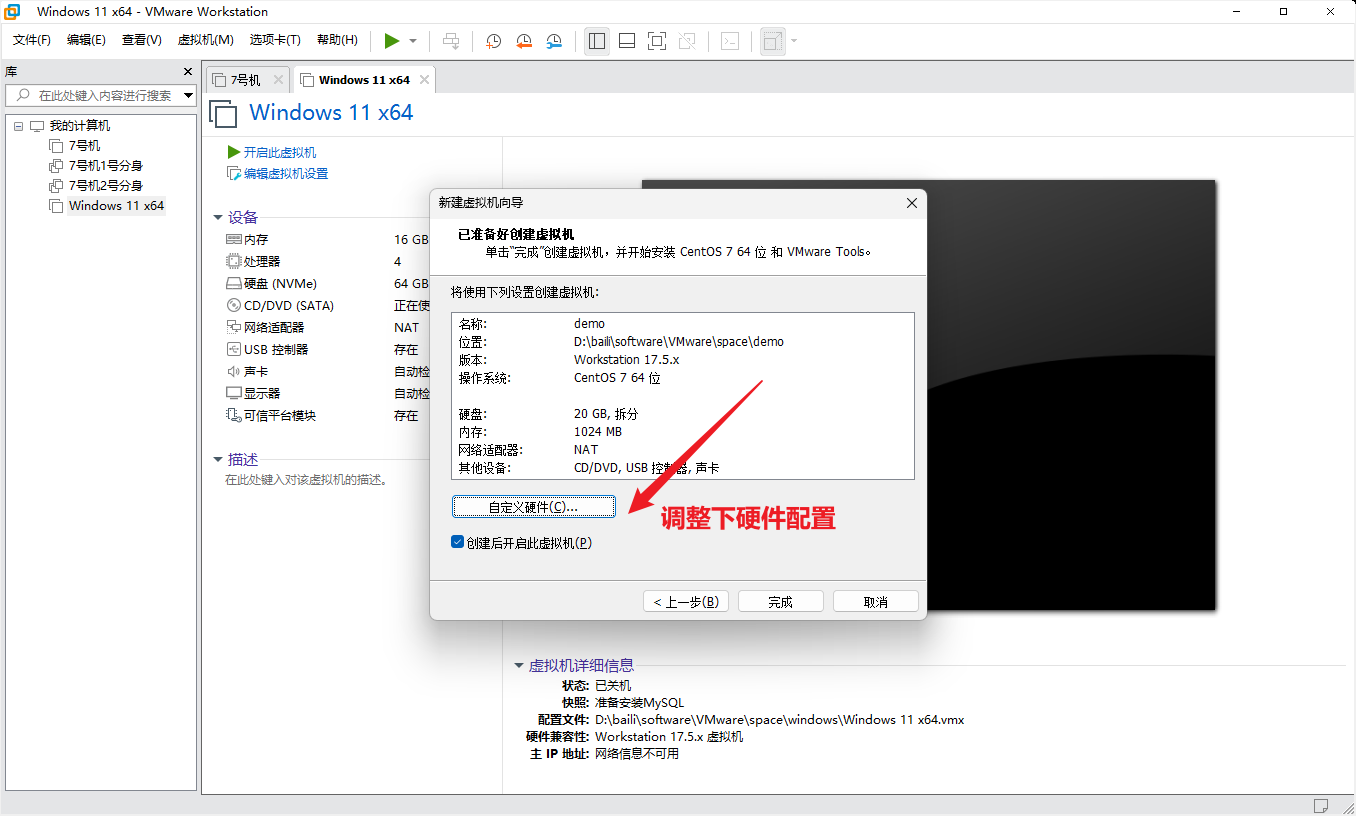 Windows 11 x64 - VMware Workstation
文件(F) 编辑(E) 查看(V) 虚拟机(M) 选项卡(T) 帮助(H)
库
在此处键入内容进行搜索
我的计算机
7号机
7号机1号分身
7号机2号分身
Windows 11 x64
7号机
Windows 11 x64
Windows 11 x64
开启此虚拟机
编辑虚拟机设置
设备
内存 16 GB
处理器 4
硬盘 (NVMe) 64 GB
CD/DVD (SATA) 正在使
网络适配器 NAT
USB 控制器 存在
声卡 自动检
显示器 自动检
可信平台模块 存在
描述
在此处键入对该虚拟机的描述。
新建虚拟机向导
已准备好创建虚拟机
单击“完成”创建虚拟机，并开始安装 CentOS 7 64 位 和 VMware Tools。
将使用下列设置创建虚拟机:
名称: demo
位置: D:\baili\software\VMware\space\demo
版本: Workstation 17.5.x
操作系统: CentOS 7 64 位
硬盘: 20 GB, 拆分
内存: 1024 MB
网络适配器: NAT
其他设备: CD/DVD, USB 控制器, 声卡
自定义硬件(C)...
调整下硬件配置
创建后开启此虚拟机(P)
< 上一步(B) 完成 取消
虚拟机详细信息
状态: 已关机
快照: 准备安装MySQL
配置文件: D:\baili\software\VMware\space\windows\Windows 11 x64.vmx
硬件兼容性: Workstation 17.5.x 虚拟机
主 IP 地址: 网络信息不可用